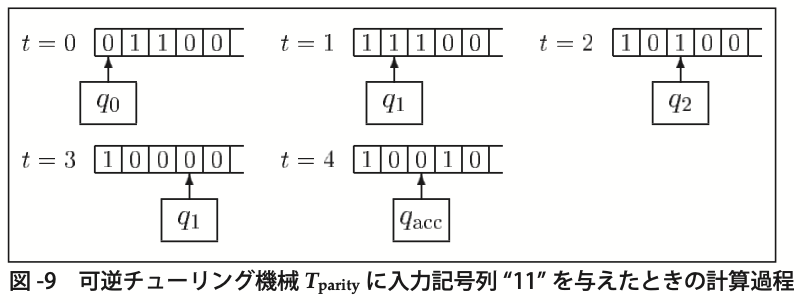 t = 0 0 1 1 0 0 t = 1 1 1 1 0 0 t = 2 1 0 1 0 0
q0 q1 q2
t = 3 1 0 0 0 0 t = 4 1 0 0 1 0
q1 qacc
図 -9 可逆チューリング機械 Tparity に入力記号列 “11” を与えたときの計算過程